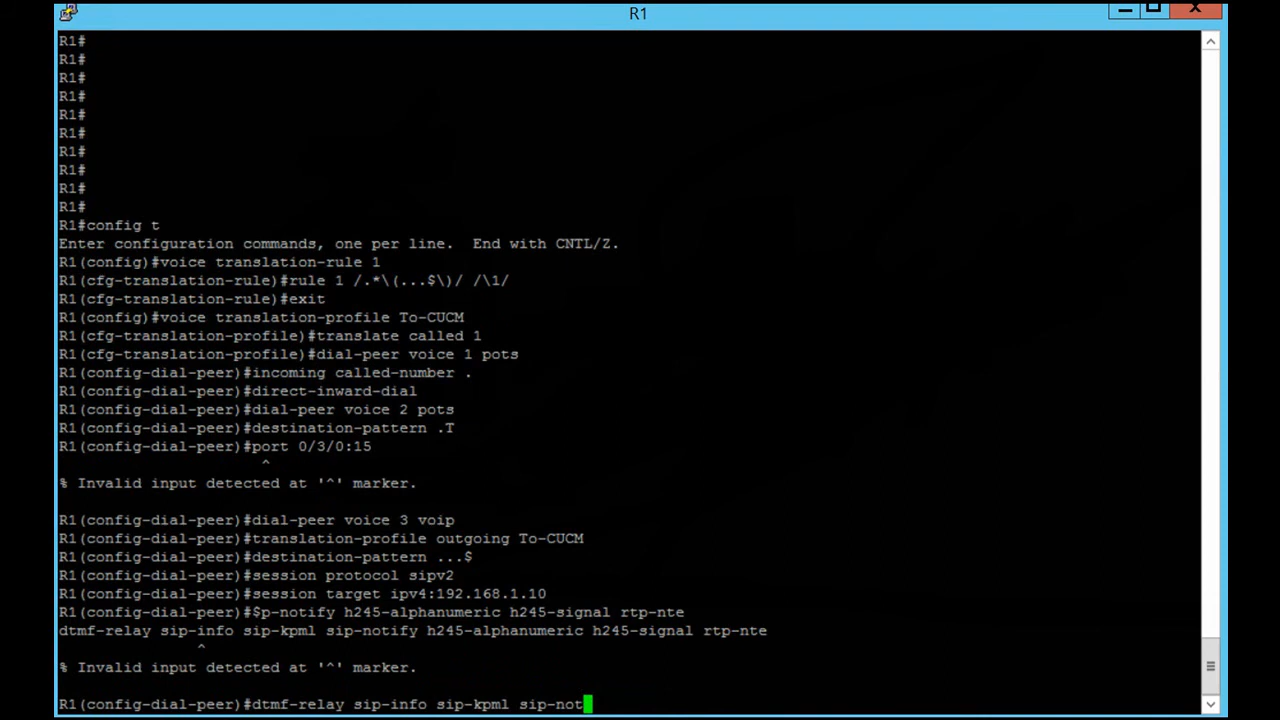 R1
R1#
R1#
R1#
R1#
R1#
R1#
R1#
R1#
R1#
R1#
R1#config t
Enter configuration commands, one per line.  End with CNTL/Z.
R1(config)#voice translation-rule 1
R1(cfg-translation-rule)#rule 1 /.*\(...$\)/ /\1/
R1(cfg-translation-rule)#exit
R1(config)#voice translation-profile To-CUCM
R1(cfg-translation-profile)#translate called 1
R1(cfg-translation-profile)#dial-peer voice 1 pots
R1(config-dial-peer)#incoming called-number .
R1(config-dial-peer)#direct-inward-dial
R1(config-dial-peer)#dial-peer voice 2 pots
R1(config-dial-peer)#destination-pattern .T
R1(config-dial-peer)#port 0/3/0:15
^
% Invalid input detected at '^' marker.
R1(config-dial-peer)#dial-peer voice 3 voip
R1(config-dial-peer)#translation-profile outgoing To-CUCM
R1(config-dial-peer)#destination-pattern ...$
R1(config-dial-peer)#session protocol sipv2
R1(config-dial-peer)#session target ipv4:192.168.1.10
R1(config-dial-peer)#$p-notify h245-alphanumeric h245-signal rtp-nte
dtmf-relay sip-info sip-kpml sip-notify h245-alphanumeric h245-signal rtp-nte
^
% Invalid input detected at '^' marker.
R1(config-dial-peer)#dtmf-relay sip-info sip-kpml sip-not